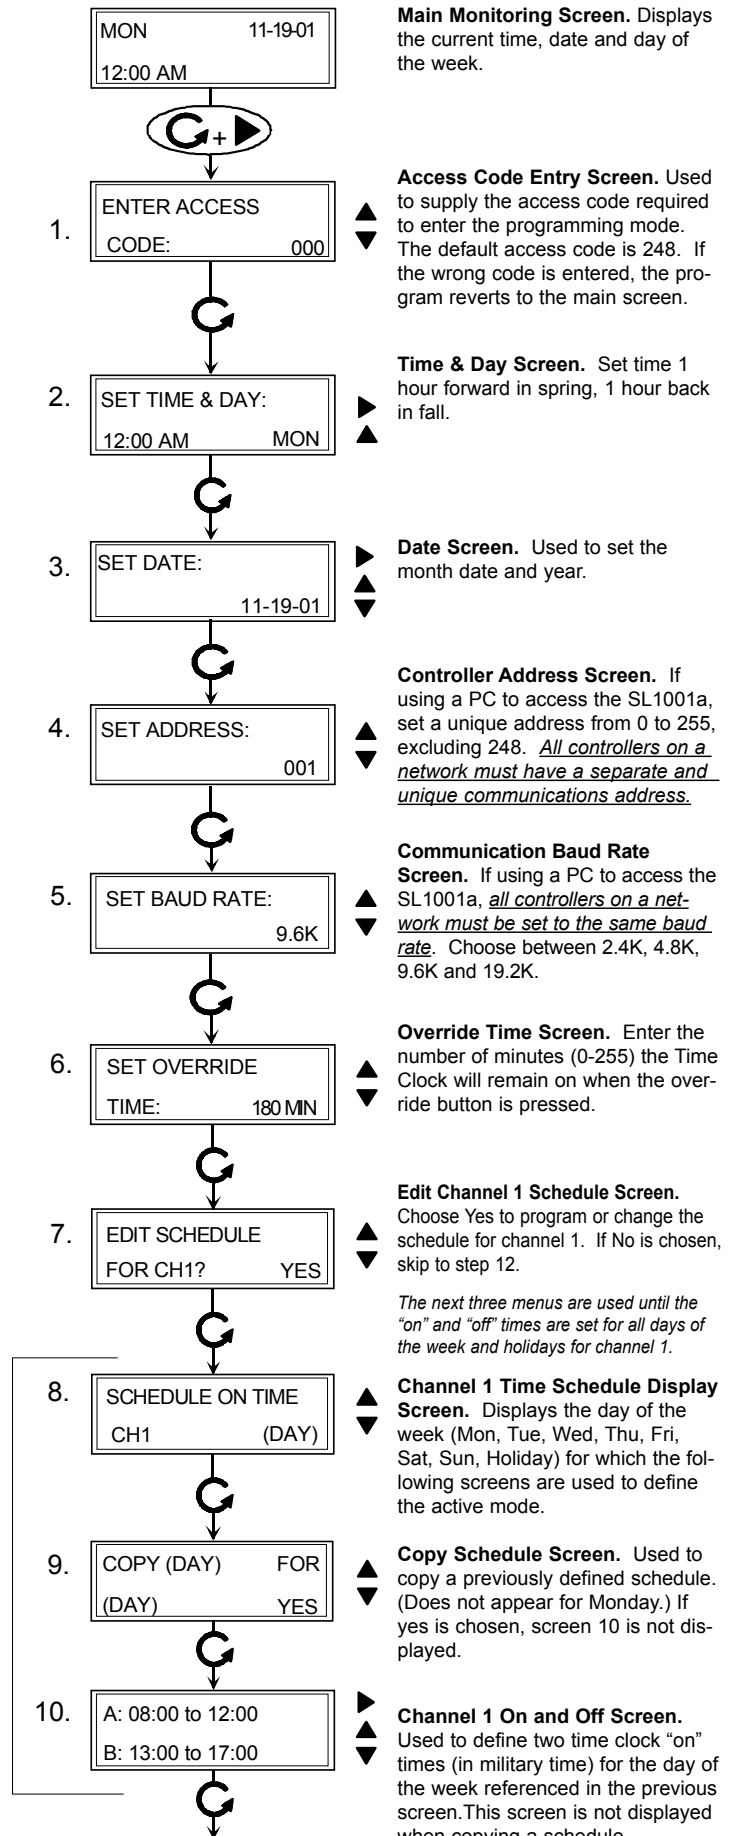 MON 11-19-01
12:00 AM
Main Monitoring Screen. Displays
the current time, date and day of
the week.
+
1.
ENTER ACCESS
CODE: 000
Access Code Entry Screen. Used
to supply the access code required
to enter the programming mode.
The default access code is 248. If
the wrong code is entered, the pro-
gram reverts to the main screen.
2.
SET TIME & DAY:
12:00 AM MON
Time & Day Screen. Set time 1
hour forward in spring, 1 hour back
in fall.
3.
SET DATE:
11-19-01
Date Screen. Used to set the
month date and year.
4.
SET ADDRESS:
001
Controller Address Screen. If
using a PC to access the SL1001a,
set a unique address from 0 to 255,
excluding 248. All controllers on a
network must have a separate and
unique communications address.
5.
SET BAUD RATE:
9.6K
Communication Baud Rate
Screen. If using a PC to access the
SL1001a, all controllers on a net-
work must be set to the same baud
rate. Choose between 2.4K, 4.8K,
9.6K and 19.2K.
6.
SET OVERRIDE
TIME: 180 MIN
Override Time Screen. Enter the
number of minutes (0-255) the Time
Clock will remain on when the over-
ride button is pressed.
7.
EDIT SCHEDULE
FOR CH1? YES
Edit Channel 1 Schedule Screen.
Choose Yes to program or change the
schedule for channel 1. If No is chosen,
skip to step 12.
The next three menus are used until the
“on” and “off” times are set for all days of
the week and holidays for channel 1.
8.
SCHEDULE ON TIME
CH1 (DAY)
Channel 1 Time Schedule Display
Screen. Displays the day of the
week (Mon, Tue, Wed, Thu, Fri,
Sat, Sun, Holiday) for which the fol-
lowing screens are used to define
the active mode.
9.
COPY (DAY) FOR
(DAY) YES
Copy Schedule Screen. Used to
copy a previously defined schedule.
(Does not appear for Monday.) If
yes is chosen, screen 10 is not dis-
played.
10.
A: 08:00 to 12:00
B: 13:00 to 17:00
Channel 1 On and Off Screen.
Used to define two time clock “on”
times (in military time) for the day of
the week referenced in the previous
screen.This screen is not displayed
when copying a schedule